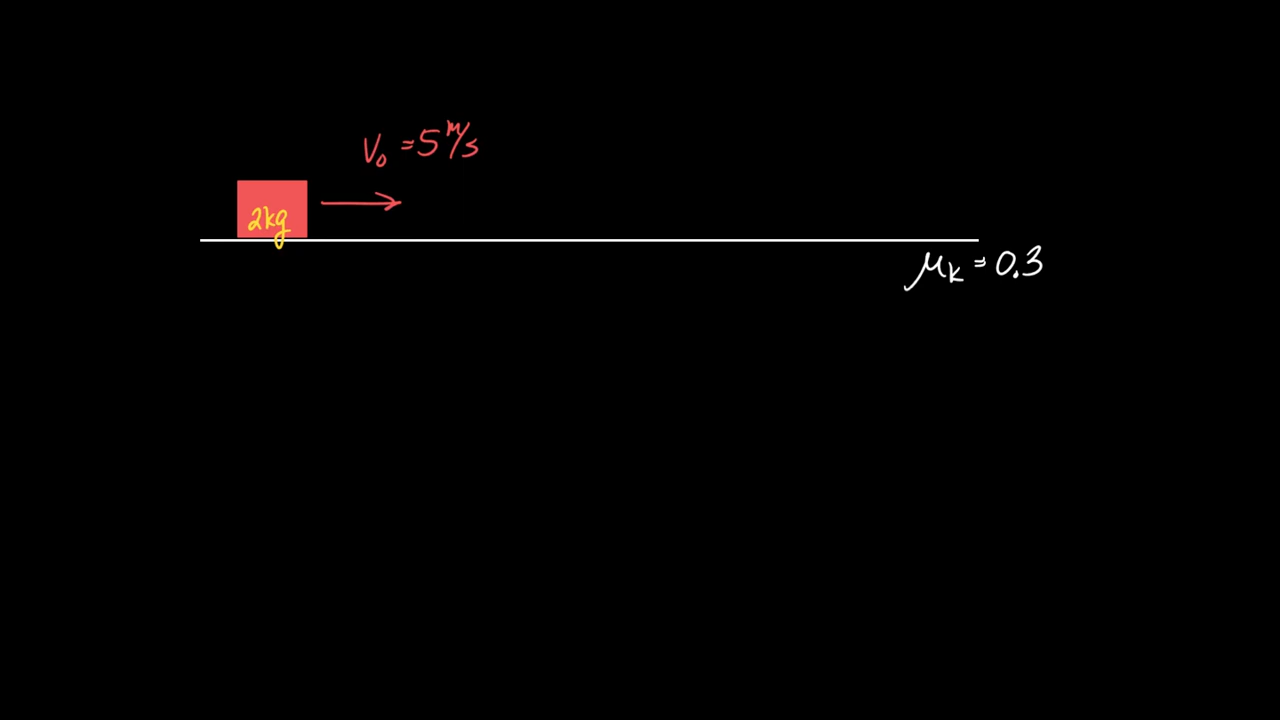 V₀ = 5 m/s
2kg
μₖ = 0.3